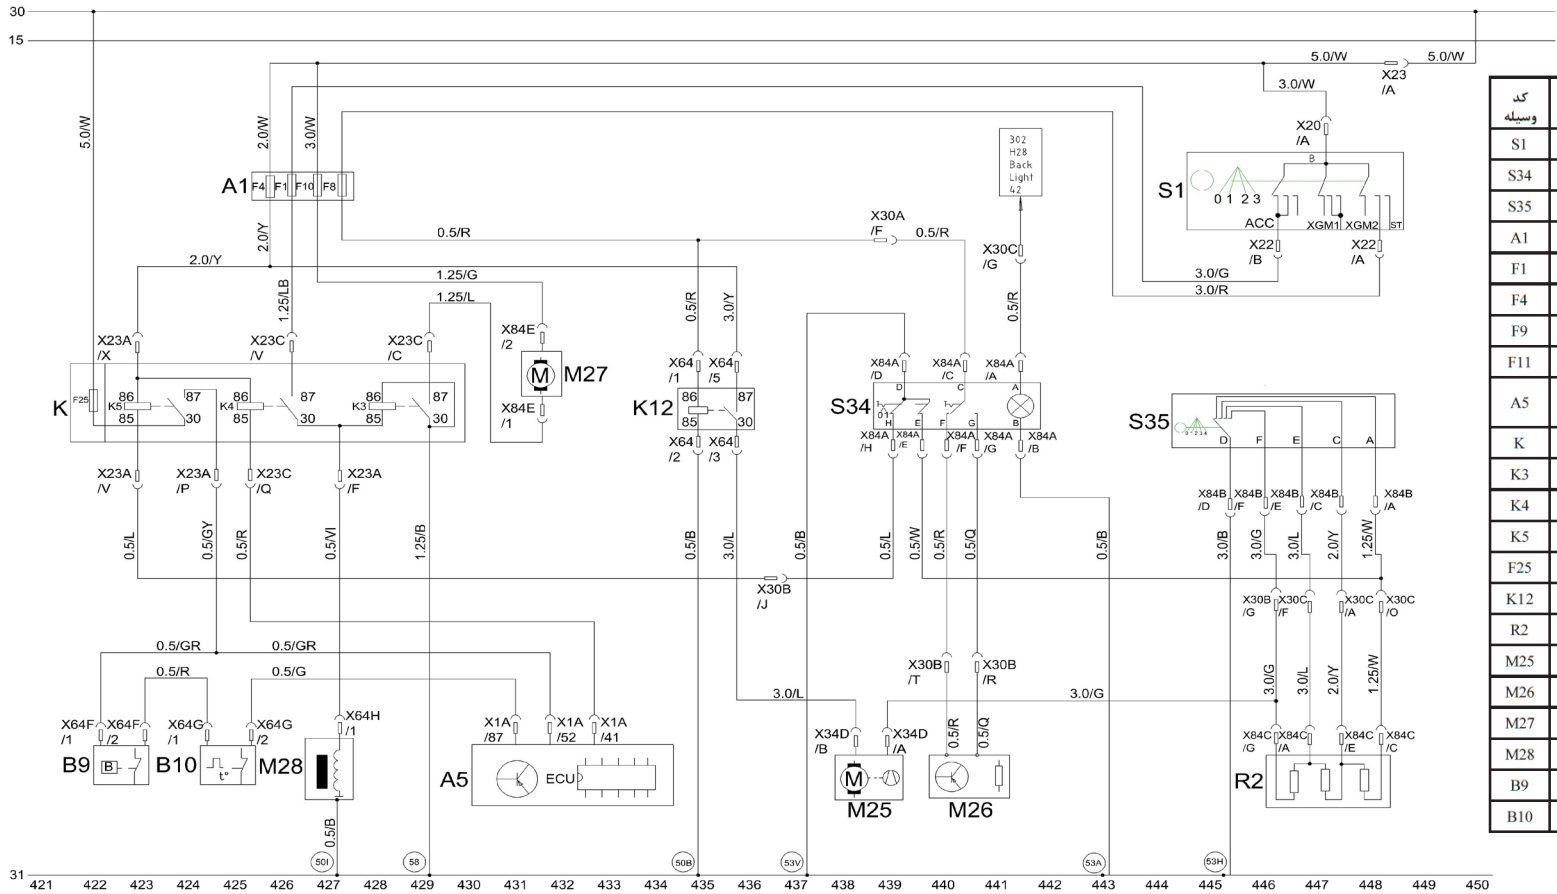 30
15
5.0/W
5.0/W
X23
/A
3.0/W
X20
/A
5.0/W
2.0/W
3.0/W
A1
F4
F1
F10
F8
302
H28
Back
Light
42
S1
B
0 1 2 3
ACC
XGM1
XGM2
ST
X22
/B
X22
/A
3.0/G
3.0/R
2.0/Y
0.5/R
X30A
/F
0.5/R
X30C
/G
2.0/Y
1.25/G
1.25/L
1.25/LB
0.5/R
3.0/Y
0.5/R
X23A
/X
X23C
/V
X23C
/C
X84E
/2
M
M27
X84E
/1
X64
/1
X64
/5
X84A
/D
X84A
/C
X84A
/A
K
F25
86
K5
85
87
30
86
K4
85
87
30
86
K3
85
87
30
K12
86
85
87
30
X64
/2
X64
/3
S34
D
C
A
0 1
H
E
F
G
B
X84A
/H
X84A
/E
X84A
/F
X84A
/G
X84A
/B
S35
0 1 2 3 4
D
F
E
C
A
X84B
/D
X84B
/F
X84B
/E
X84B
/C
X84B
/A
X23A
/V
X23A
/P
X23C
/Q
X23A
/F
0.5/L
0.5/GY
0.5/R
0.5/VI
1.25/B
0.5/B
3.0/L
0.5/B
0.5/L
0.5/W
0.5/R
0.5/Q
0.5/B
3.0/B
3.0/G
3.0/L
2.0/Y
1.25/W
X30B
/J
X30B
/G
X30C
/F
X30C
/A
X30C
/O
0.5/GR
0.5/GR
0.5/R
0.5/G
X30B
/T
X30B
/R
3.0/L
3.0/G
3.0/G
3.0/L
2.0/Y
1.25/W
X64F
/1
X64F
/2
X64G
/1
X64G
/2
X64H
/1
X1A
/87
X1A
/52
X1A
/41
X34D
/B
X34D
/A
0.5/R
0.5/Q
X84C
/G
X84C
/A
X84C
/E
X84C
/C
B9
B
B10
t°
M28
A5
ECU
M
M25
M26
R2
0.5/B
50I
58
50B
53V
53A
53H
31
421 422 423 424 425 426 427 428 429 430 431 432 433 434 435 436 437 438 439 440 441 442 443 444 445 446 447 448 449 450
کد
وسیله
S1
S34
S35
A1
F1
F4
F9
F11
A5
K
K3
K4
K5
F25
K12
R2
M25
M26
M27
M28
B9
B10